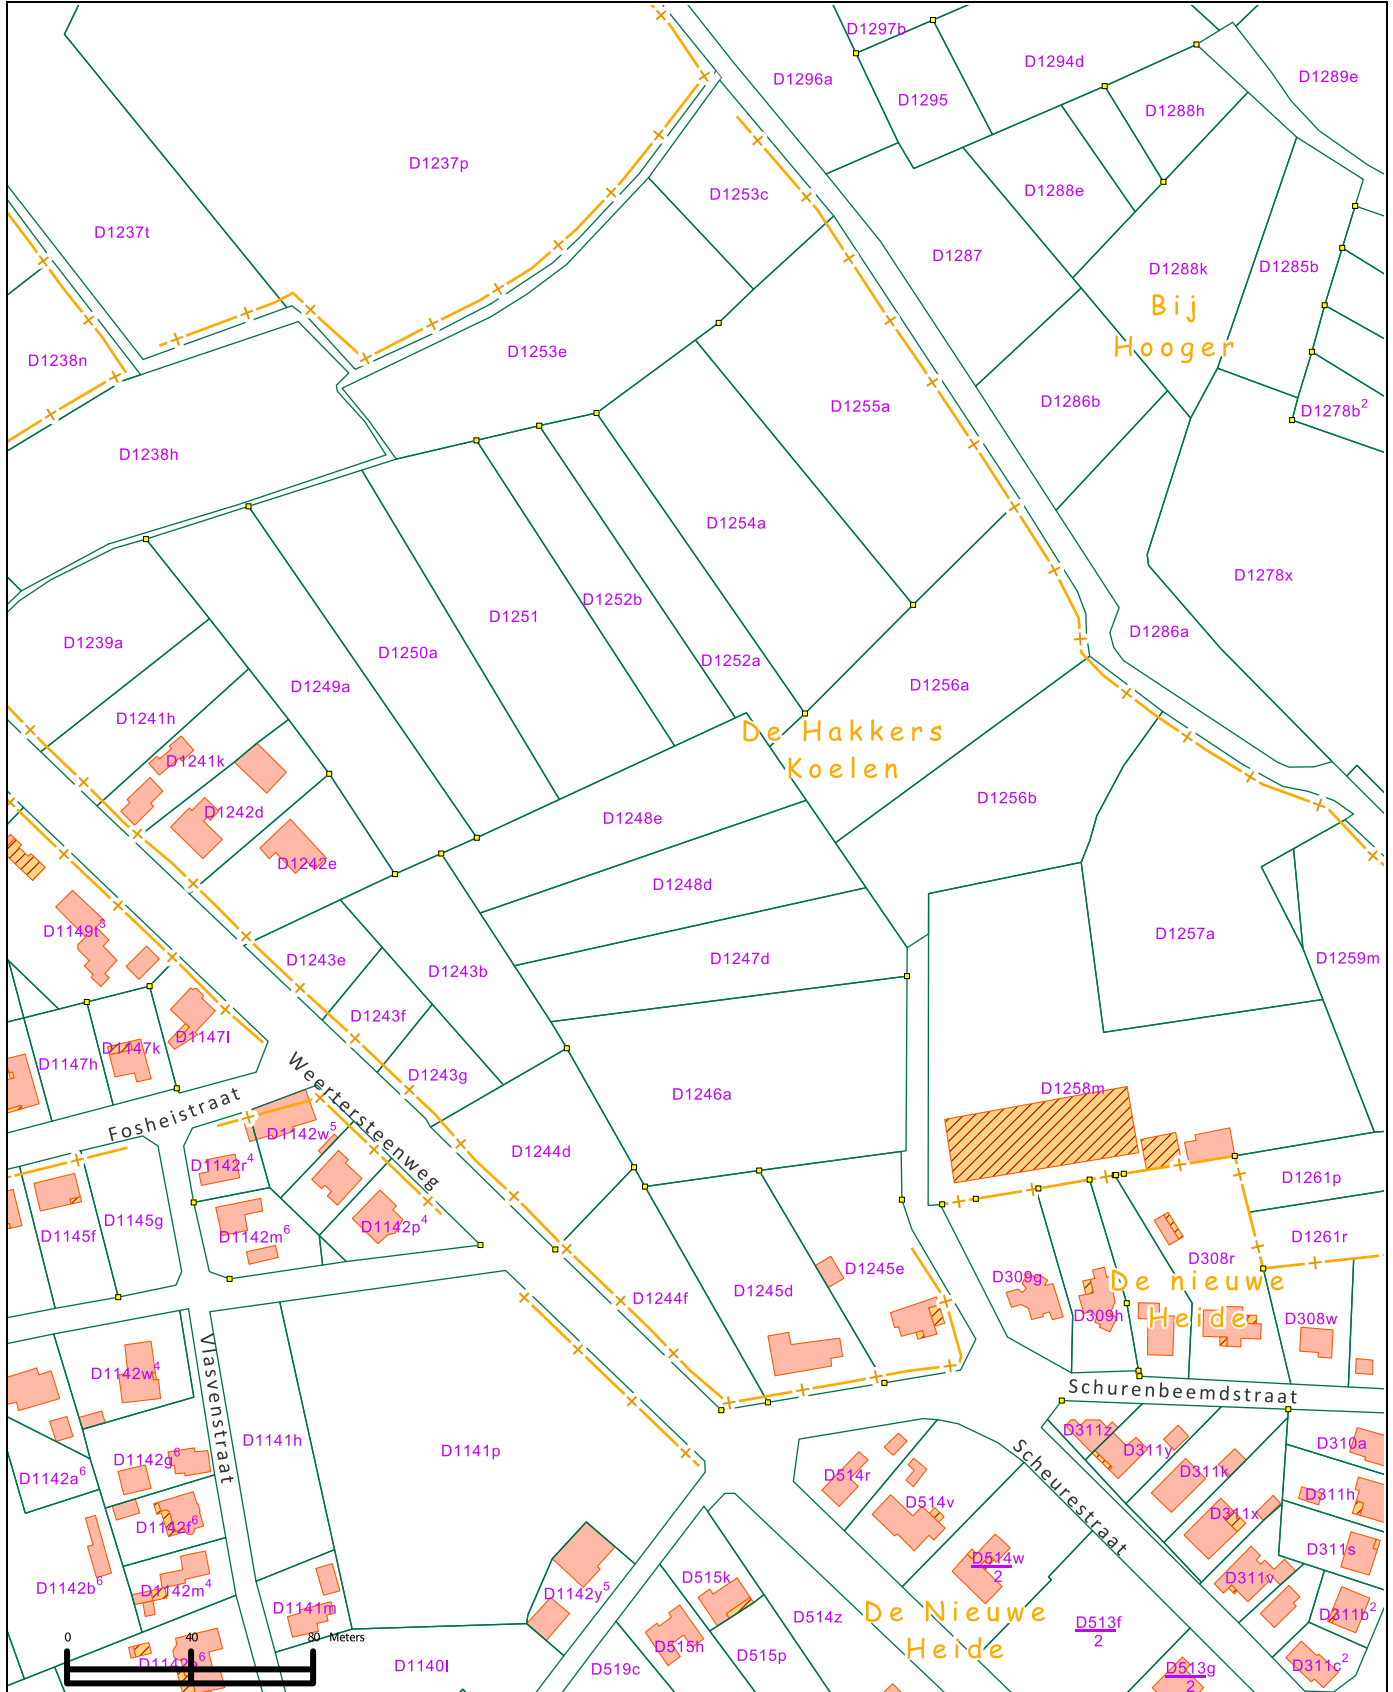 D1297b
D1296a
D1294d
D1289e
D1295
D1288h
D1237p
D1253c
D1288e
D1237t
D1287
D1288k
D1285b
Bij
Hooger
D1238n
D1253e
D1255a
D1286b
D1278b²
D1238h
D1254a
D1278x
D1252b
D1251
D1239a
D1250a
D1286a
D1252a
D1249a
D1256a
D1241h
De Hakkers
Koelen
D1241k
D1242d
D1248e
D1256b
D1242e
D1248d
D1149t³
D1257a
D1243e
D1243b
D1247d
D1259m
D1243f
D1147l
D1147k
D1147h
D1243g
D1246a
D1258m
Weertersteenweg
Fosheistraat
D1142w⁵
D1142r⁴
D1244d
D1261p
D1145g
D1145f
D1142m⁶
D1142p⁴
D1261r
D308r
D1245e
D309g
De nieuwe
Heide
D1244f
D1245d
D309h
D308w
D1142w⁴
Vlasvenstraat
Schurenbeemdstraat
D1141h
D1141p
D311z
D311y
D310a
D1142g⁶
D1142a⁶
D514r
D514v
Scheurestraat
D311k
D311h
D311x
D1142f⁶
D311s
D514w
2
D1142b⁶
D1142m⁴
D1142y⁵
D515k
D311v
D1141m
D514z
De Nieuwe
Heide
D513f
2
D311b²
0 40 80 Meters
D515h
D515p
D1140l
D519c
D513g
2
D311c²